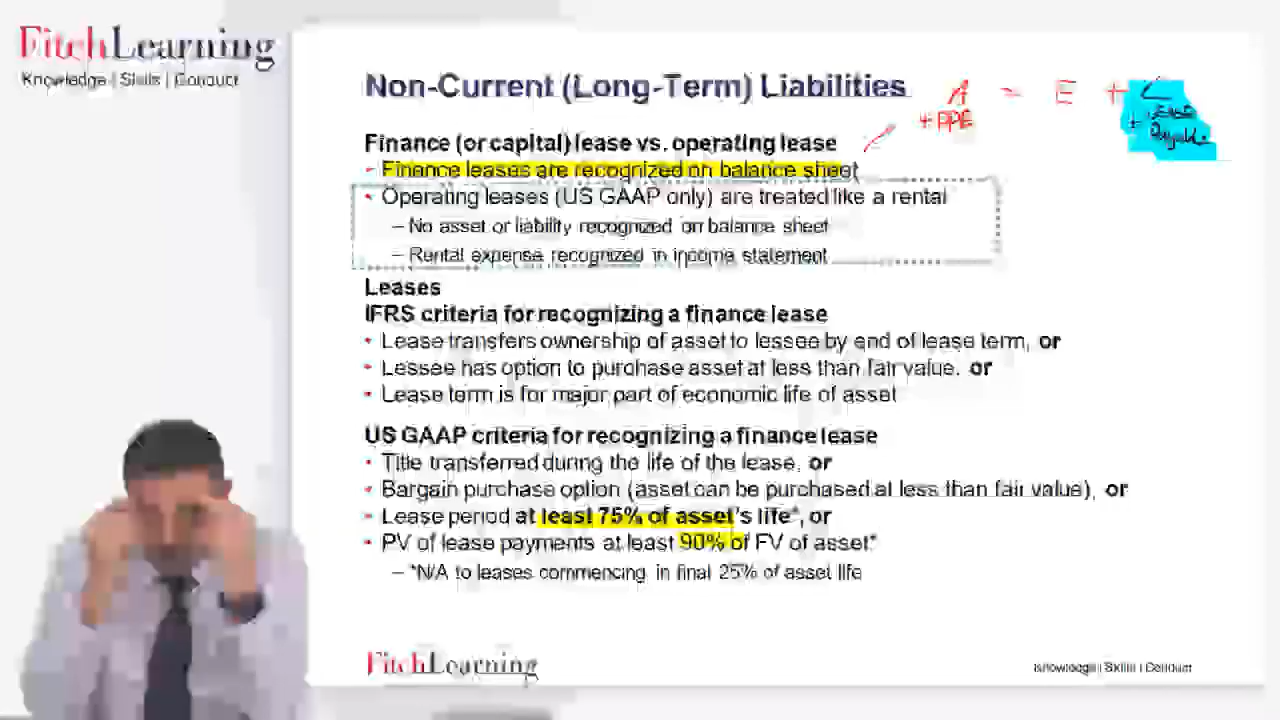 FitchLearning
Knowledge | Skills | Conduct
Non-Current (Long-Term) Liabilities
A = E + L
+ PPE
+ Lease
Payable
Finance (or capital) lease vs. operating lease
- Finance leases are recognized on balance sheet
• Operating leases (US GAAP only) are treated like a rental
– No asset or liability recognized on balance sheet
– Rental expense recognized in income statement
Leases
IFRS criteria for recognizing a finance lease
• Lease transfers ownership of asset to lessee by end of lease term, or
• Lessee has option to purchase asset at less than fair value, or
• Lease term is for major part of economic life of asset
US GAAP criteria for recognizing a finance lease
• Title transferred during the life of the lease, or
• Bargain purchase option (asset can be purchased at less than fair value), or
• Lease period at least 75% of asset's life*, or
• PV of lease payments at least 90% of FV of asset*
– *N/A to leases commencing in final 25% of asset life
FitchLearning
Knowledge | Skills | Conduct